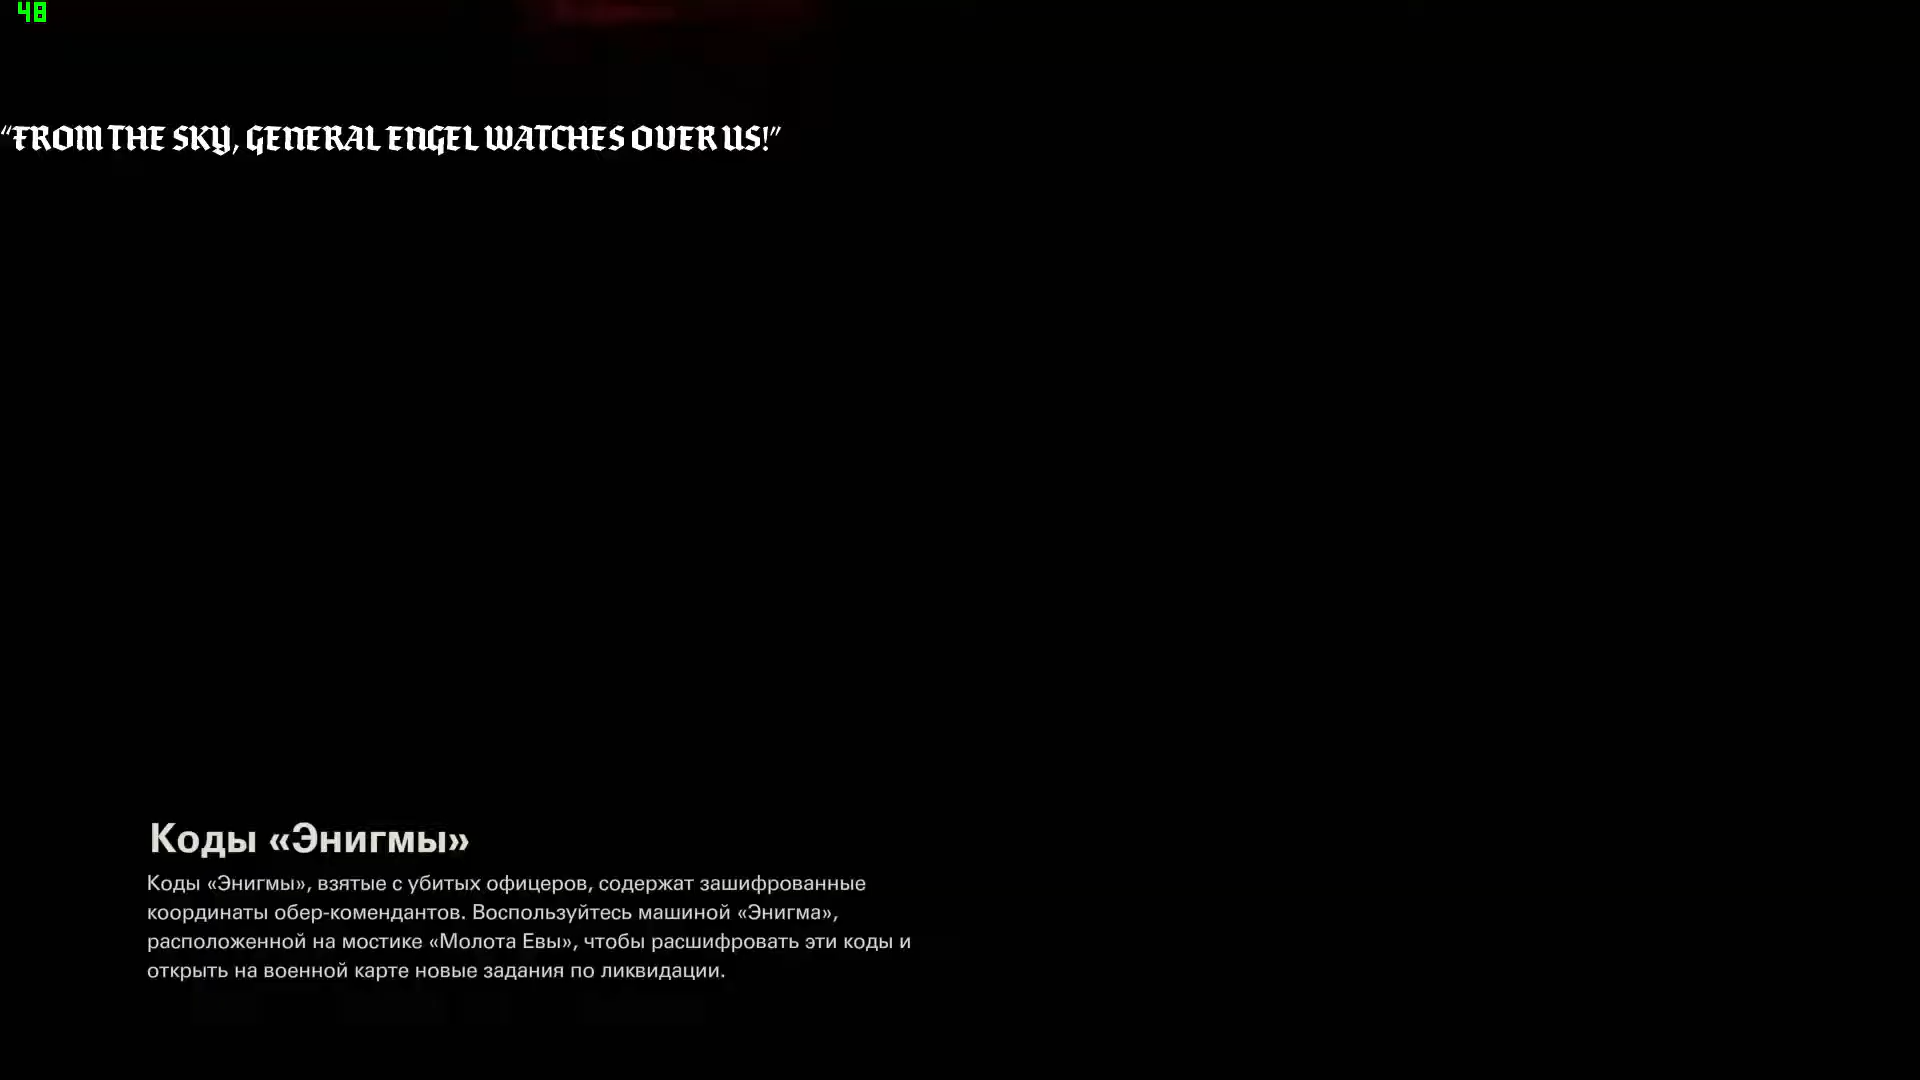 48
“FROM THE SKY, GENERAL ENGEL WATCHES OVER US!”
Коды «Энигмы»
Коды «Энигмы», взятые с убитых офицеров, содержат зашифрованные
координаты обер-комендантов. Воспользуйтесь машиной «Энигма»,
расположенной на мостике «Молота Евы», чтобы расшифровать эти коды и
открыть на военной карте новые задания по ликвидации.